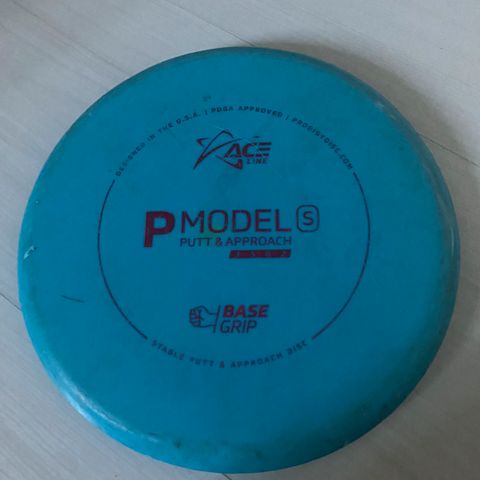 DESIGNED IN THE U.S.A. | PDGA APPROVED | PRODIGYDISC.COM
ACE
LINE
P MODEL S
PUTT & APPROACH
BASE
GRIP
STABLE PUTT & APPROACH DISC